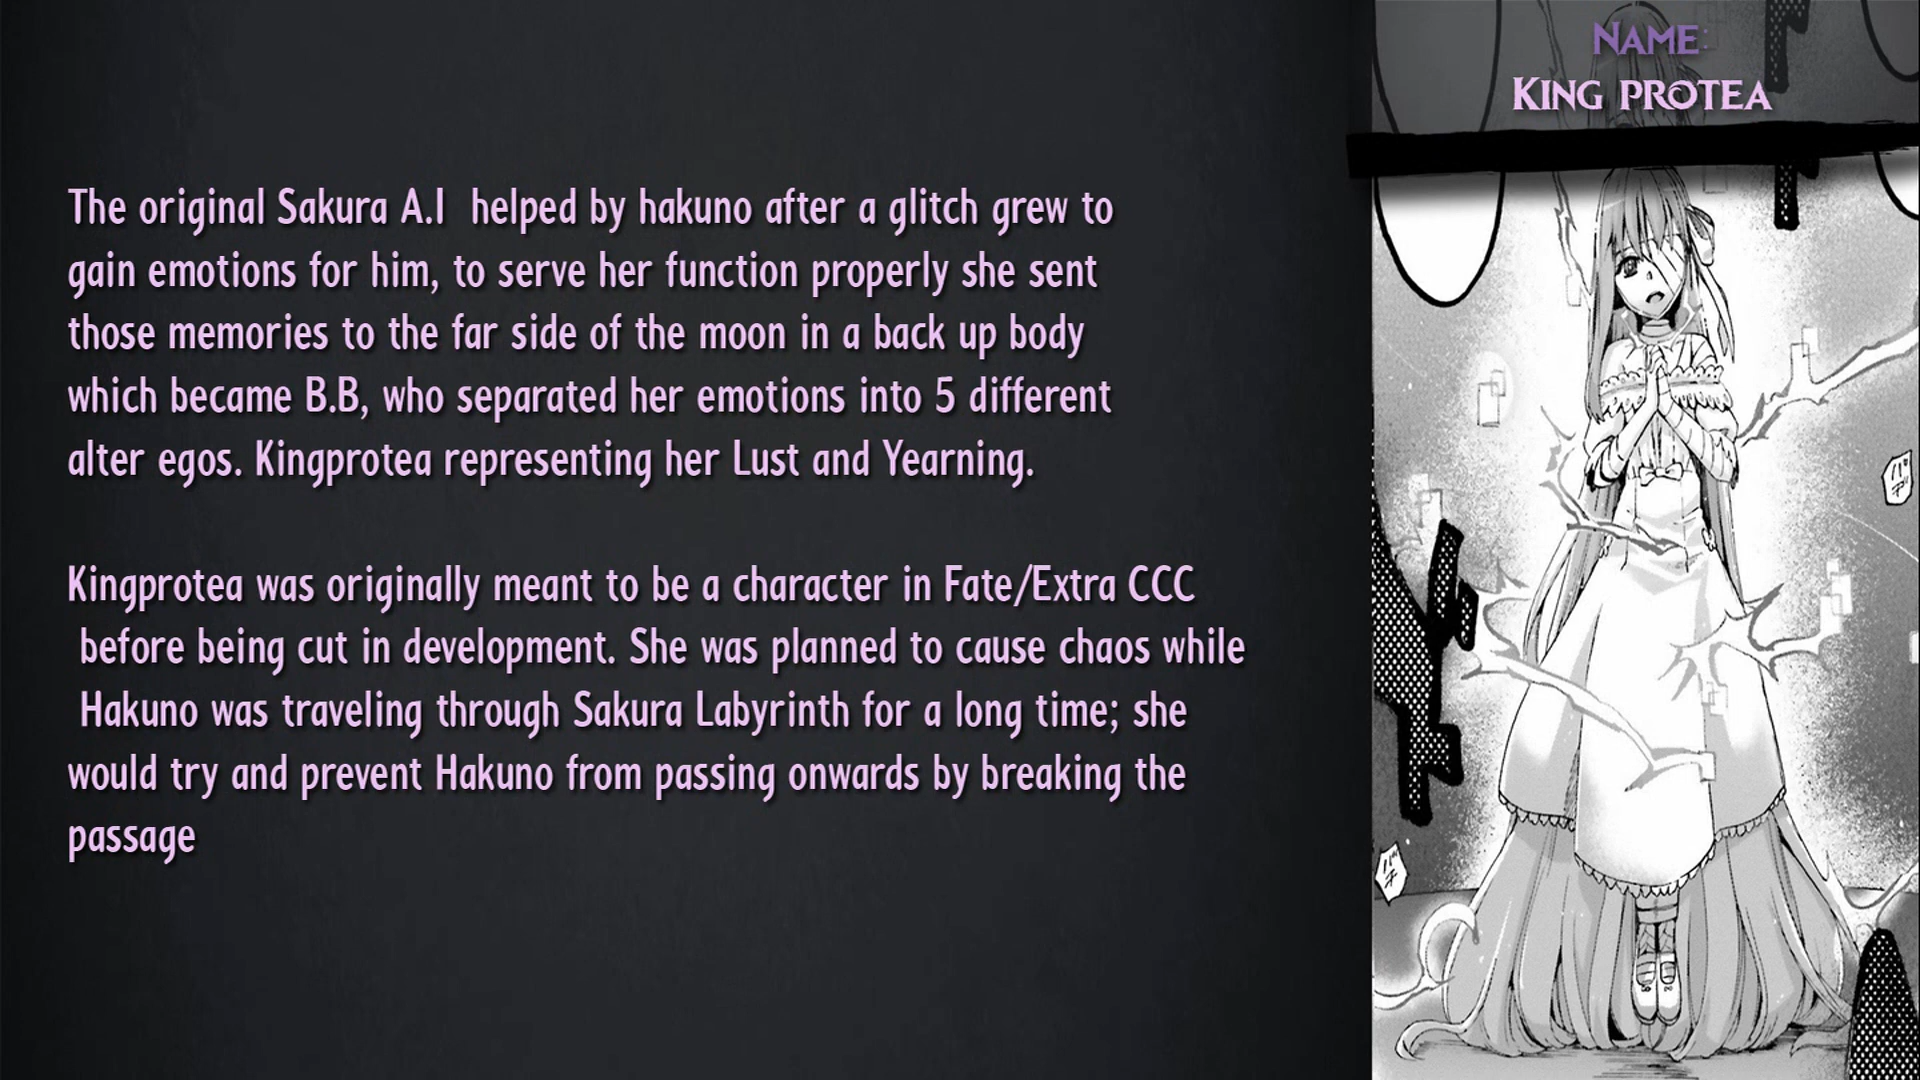 Name:
King protea
The original Sakura A.I helped by hakuno after a glitch grew to
gain emotions for him, to serve her function properly she sent
those memories to the far side of the moon in a back up body
which became B.B, who separated her emotions into 5 different
alter egos. Kingprotea representing her Lust and Yearning.
Kingprotea was originally meant to be a character in Fate/Extra CCC
before being cut in development. She was planned to cause chaos while
Hakuno was traveling through Sakura Labyrinth for a long time; she
would try and prevent Hakuno from passing onwards by breaking the
passage